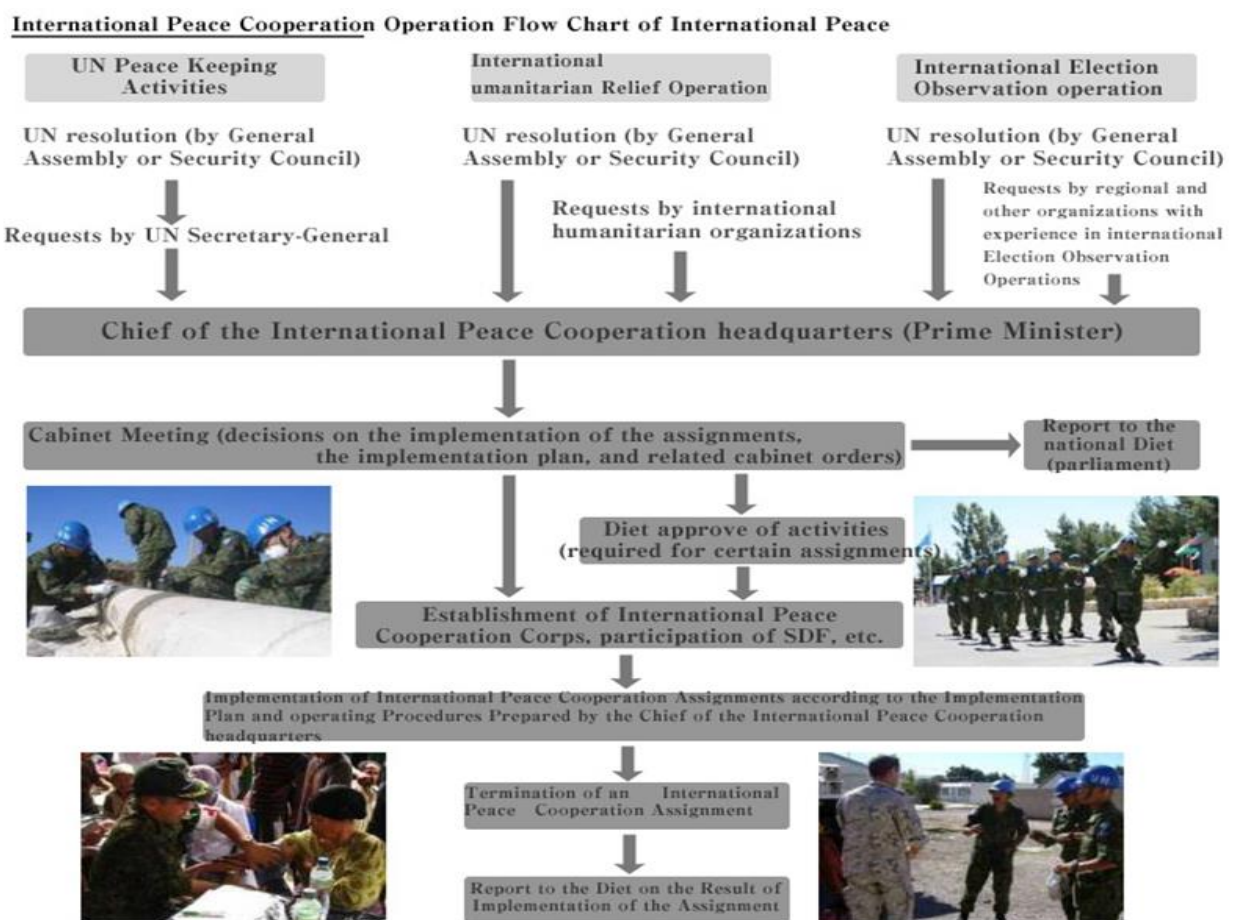 International Peace Cooperation Operation Flow Chart of International Peace
UN Peace Keeping
Activities
International
umanitarian Relief Operation
International Election
Observation operation
UN resolution (by General
Assembly or Security Council)
UN resolution (by General
Assembly or Security Council)
UN resolution (by General
Assembly or Security Council)
Requests by UN Secretary-General
Requests by international
humanitarian organizations
Requests by regional and
other organizations with
experience in international
Election Observation
Operations
Chief of the International Peace Cooperation headquarters (Prime Minister)
Cabinet Meeting (decisions on the implementation of the assignments,
the implementation plan, and related cabinet orders)
Report to the
national Diet
(parliament)
Diet approve of activities
(required for certain assignments)
Establishment of International Peace
Cooperation Corps, participation of SDF, etc.
Implementation of International Peace Cooperation Assignments according to the Implementation
Plan and operating Procedures Prepared by the Chief of the International Peace Cooperation
headquarters
Termination of an International
Peace Cooperation Assignment
Report to the Diet on the Result of
Implementation of the Assignment